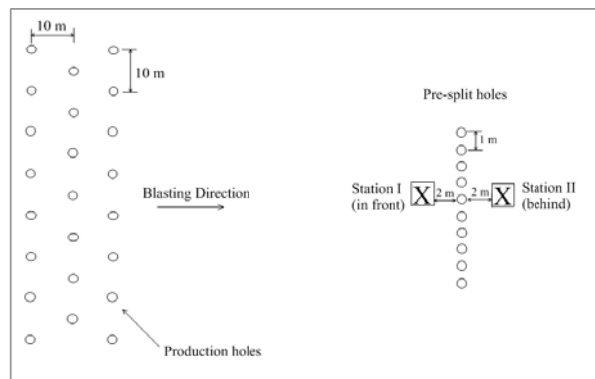 10 m
10 m
Pre-split holes
1 m
Blasting Direction
Station I
(in front)
X
2 m
2 m
X
Station II
(behind)
Production holes